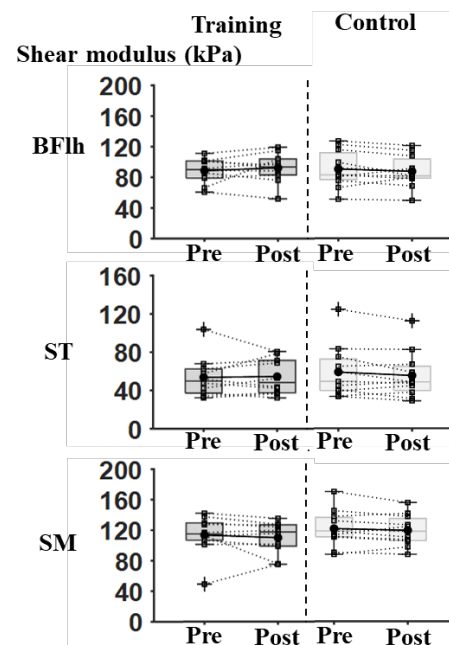 Training Control
Shear modulus (kPa)
BFlh
200
160
120
80
40
0
Pre Post Pre Post
ST
160
120
80
40
0
Pre Post Pre Post
SM
200
160
120
80
40
0
Pre Post Pre Post